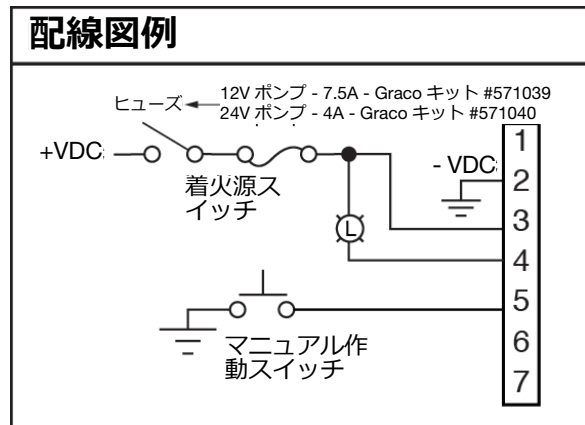 配線図例
12V ポンプ - 7.5A - Graco キット #571039
ヒューズ
24V ポンプ - 4A - Graco キット #571040
+VDC
- VDC
着火源ス
イッチ
L
マニュアル作
動スイッチ
1
2
3
4
5
6
7